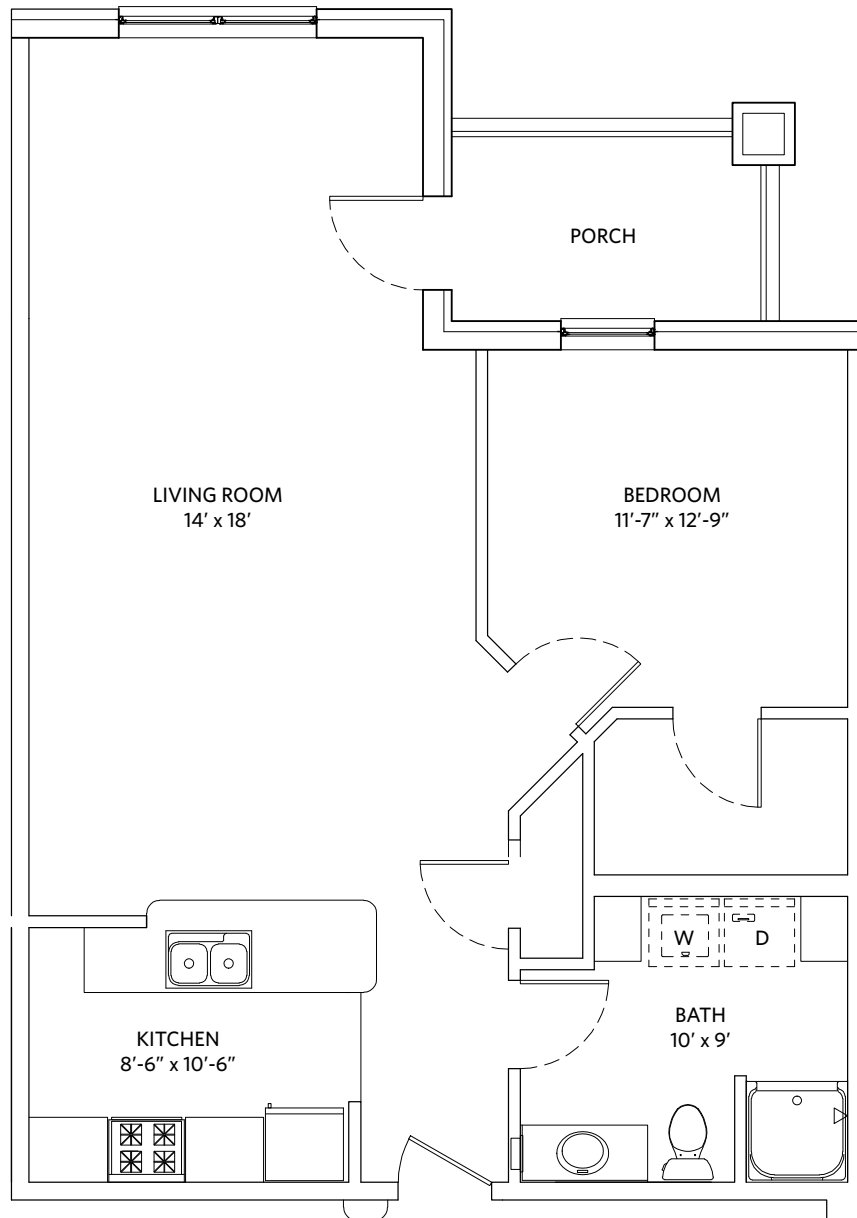 PORCH
LIVING ROOM
14' x 18'
BEDROOM
11'-7" x 12'-9"
W
D
BATH
10' x 9'
KITCHEN
8'-6" x 10'-6"